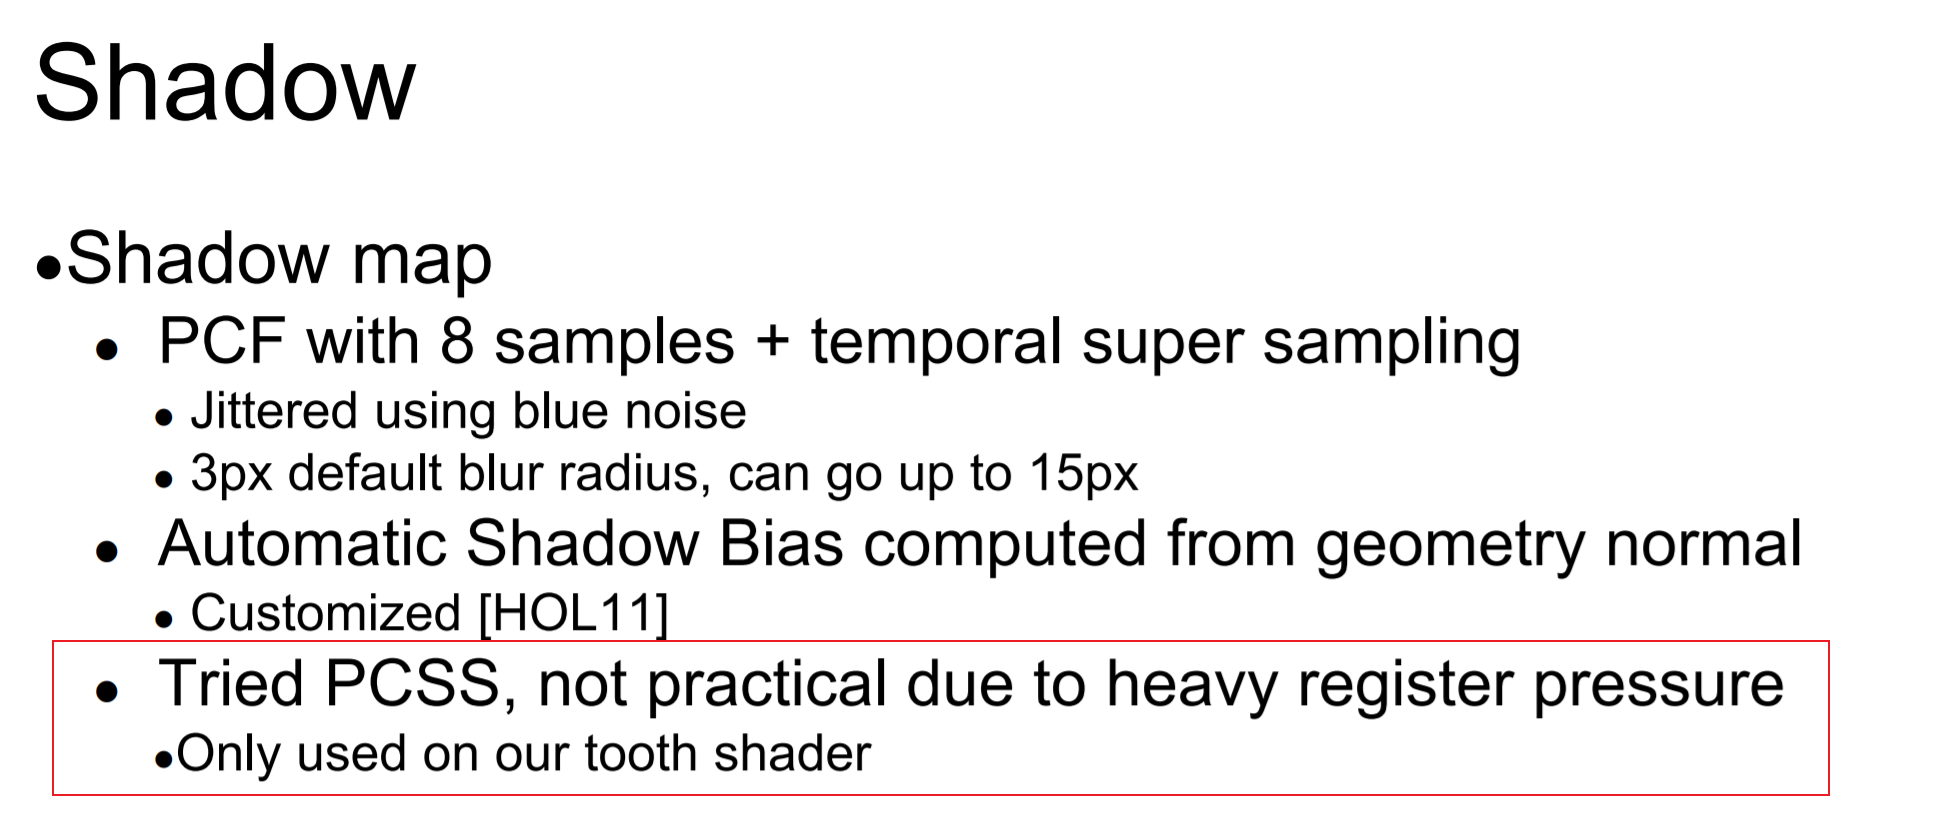 Shadow
●Shadow map
● PCF with 8 samples + temporal super sampling
● Jittered using blue noise
● 3px default blur radius, can go up to 15px
● Automatic Shadow Bias computed from geometry normal
● Customized [HOL11]
● Tried PCSS, not practical due to heavy register pressure
●Only used on our tooth shader